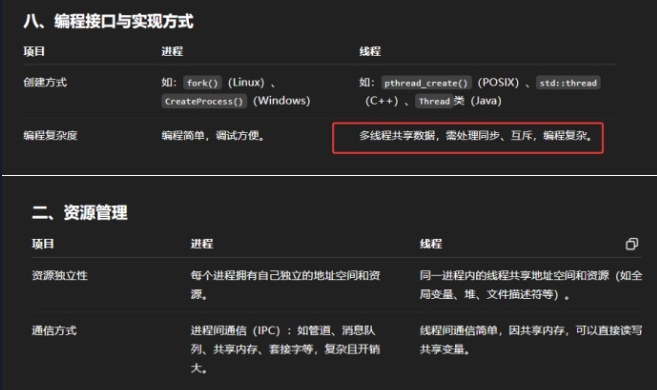 八、编程接口与实现方式
项目 进程 线程
创建方式 如：fork()（Linux）、 如：pthread_create()（POSIX）、std::thread
CreateProcess()（Windows） （C++）、Thread类（Java）
编程复杂度 编程简单，调试方便。 多线程共享数据，需处理同步、互斥，编程复杂。
二、资源管理
项目 进程 线程
资源独立性 每个进程拥有自己独立的地址空间和资 同一进程内的线程共享地址空间和资源（如全
源。 局变量、堆、文件描述符等）。
通信方式 进程间通信（IPC）：如管道、消息队 线程间通信简单，因共享内存，可以直接读写
列、共享内存、套接字等，复杂且开销 共享变量。
大。